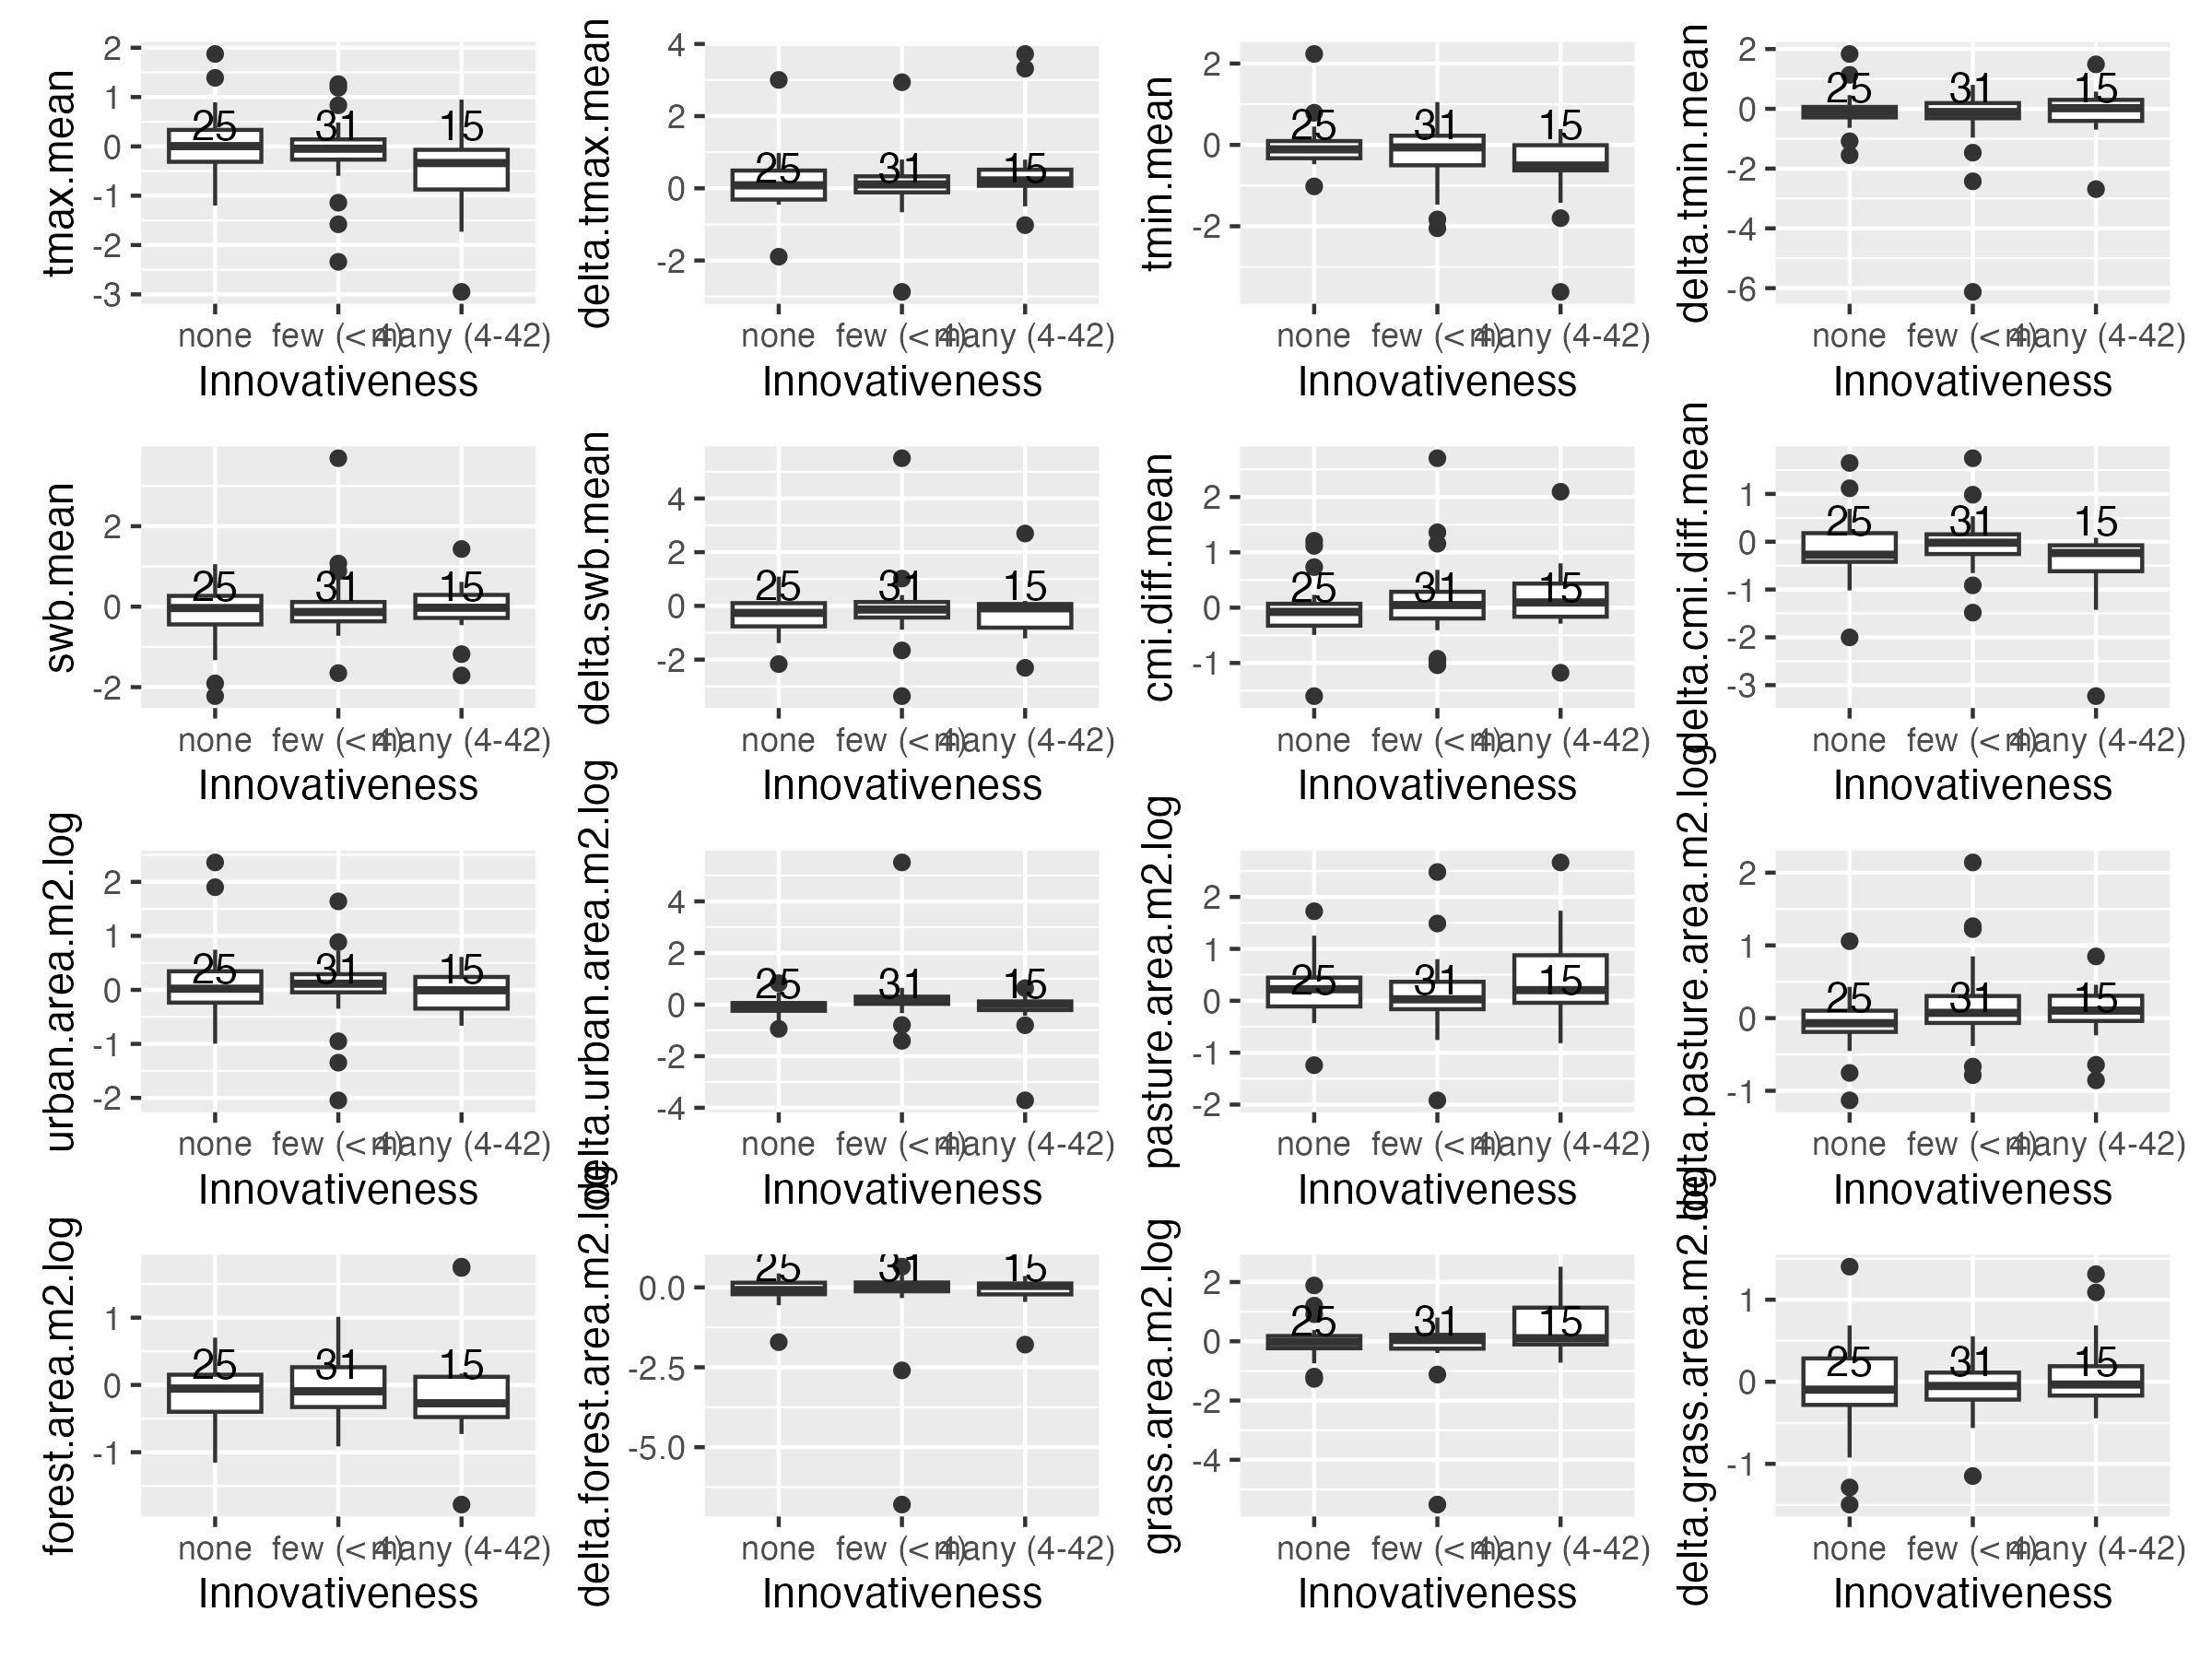 tmax.mean
2
1
0
-1
-2
-3
25 31 15
none few (< 4) many (4-42)
Innovativeness
delta.tmax.mean
4
2
0
-2
25 31 15
none few (< 4) many (4-42)
Innovativeness
tmin.mean
2
0
-2
25 31 15
none few (< 4) many (4-42)
Innovativeness
delta.tmin.mean
2
0
-2
-4
-6
25 31 15
none few (< 4) many (4-42)
Innovativeness
swb.mean
2
0
-2
25 31 15
none few (< 4) many (4-42)
Innovativeness
delta.swb.mean
4
2
0
-2
25 31 15
none few (< 4) many (4-42)
Innovativeness
cmi.diff.mean
2
1
0
-1
25 31 15
none few (< 4) many (4-42)
Innovativeness
delta.cmi.diff.mean
1
0
-1
-2
-3
25 31 15
none few (< 4) many (4-42)
Innovativeness
urban.area.m2.log
2
1
0
-1
-2
25 31 15
none few (< 4) many (4-42)
Innovativeness
delta.urban.area.m2.log
4
2
0
-2
-4
25 31 15
none few (< 4) many (4-42)
Innovativeness
pasture.area.m2.log
2
1
0
-1
-2
25 31 15
none few (< 4) many (4-42)
Innovativeness
delta.pasture.area.m2.log
2
1
0
-1
25 31 15
none few (< 4) many (4-42)
Innovativeness
forest.area.m2.log
1
0
-1
25 31 15
none few (< 4) many (4-42)
Innovativeness
delta.forest.area.m2.log
0.0
-2.5
-5.0
25 31 15
none few (< 4) many (4-42)
Innovativeness
grass.area.m2.log
2
0
-2
-4
25 31 15
none few (< 4) many (4-42)
Innovativeness
delta.grass.area.m2.log
1
0
-1
25 31 15
none few (< 4) many (4-42)
Innovativeness